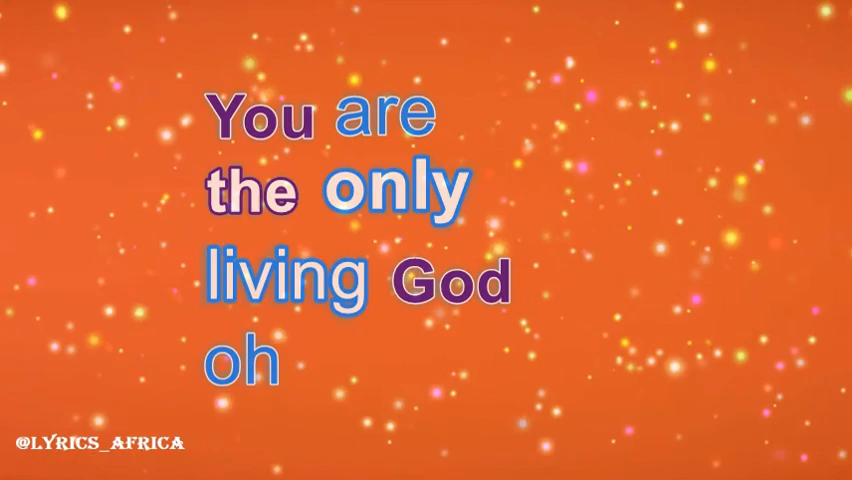 You are
the only
living God
oh
@LYRICS_AFRICA